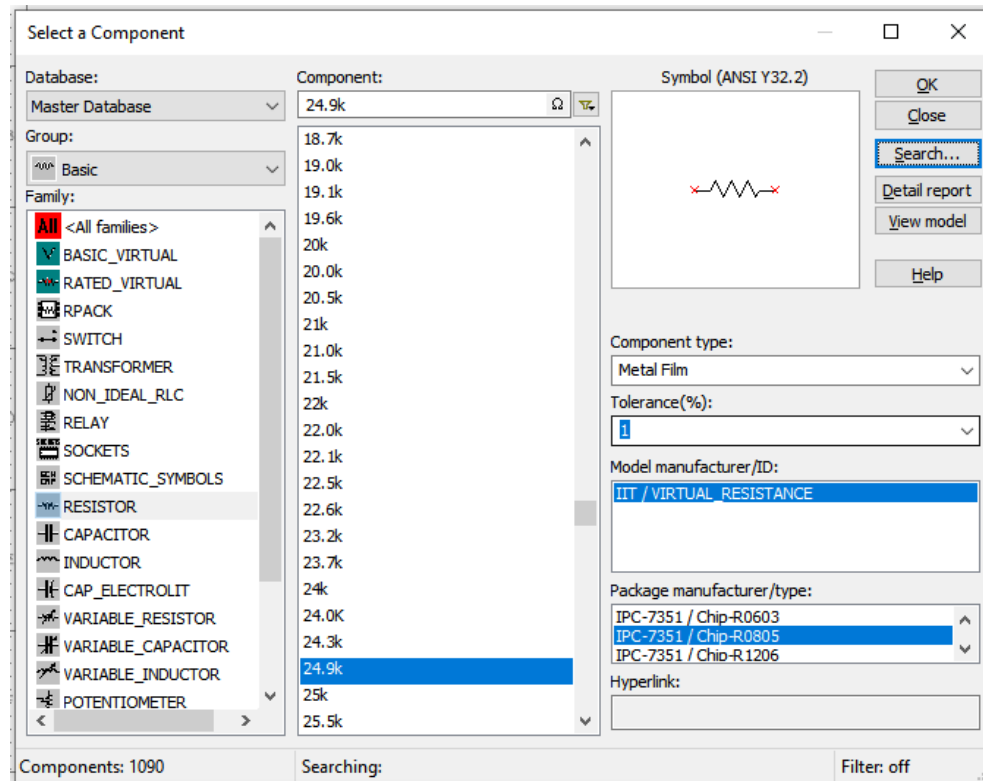 Select a Component
Database:
Master Database
Group:
Basic
Family:
All <All families>
BASIC_VIRTUAL
RATED_VIRTUAL
RPACK
SWITCH
TRANSFORMER
NON_IDEAL_RLC
RELAY
SOCKETS
SCHEMATIC_SYMBOLS
RESISTOR
CAPACITOR
INDUCTOR
CAP_ELECTROLIT
VARIABLE_RESISTOR
VARIABLE_CAPACITOR
VARIABLE_INDUCTOR
POTENTIOMETER
Component:
24.9k Ω
18.7k
19.0k
19.1k
19.6k
20k
20.0k
20.5k
21k
21.0k
21.5k
22k
22.0k
22.1k
22.5k
22.6k
23.2k
23.7k
24k
24.0K
24.3k
24.9k
25k
25.5k
Symbol (ANSI Y32.2)
OK
Close
Search...
Detail report
View model
Help
Component type:
Metal Film
Tolerance(%):
1
Model manufacturer/ID:
IIT / VIRTUAL_RESISTANCE
Package manufacturer/type:
IPC-7351 / Chip-R0603
IPC-7351 / Chip-R0805
IPC-7351 / Chip-R1206
Hyperlink:
Components: 1090
Searching:
Filter: off